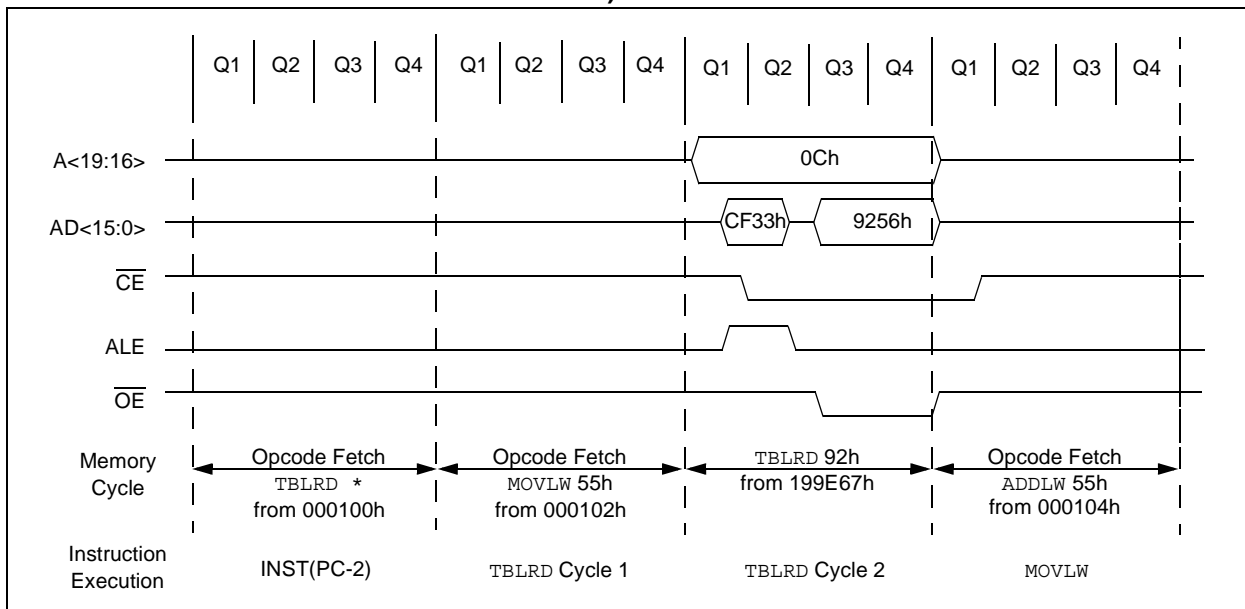 )
Q1 Q2 Q3 Q4 Q1 Q2 Q3 Q4 Q1 Q2 Q3 Q4 Q1 Q2 Q3 Q4
A<19:16>
0Ch
AD<15:0>
CF33h
9256h
CE
ALE
OE
Memory
Cycle
Opcode Fetch
TBLRD *
from 000100h
Opcode Fetch
MOVLW 55h
from 000102h
TBLRD 92h
from 199E67h
Opcode Fetch
ADDLW 55h
from 000104h
Instruction
Execution
INST(PC-2)
TBLRD Cycle 1
TBLRD Cycle 2
MOVLW